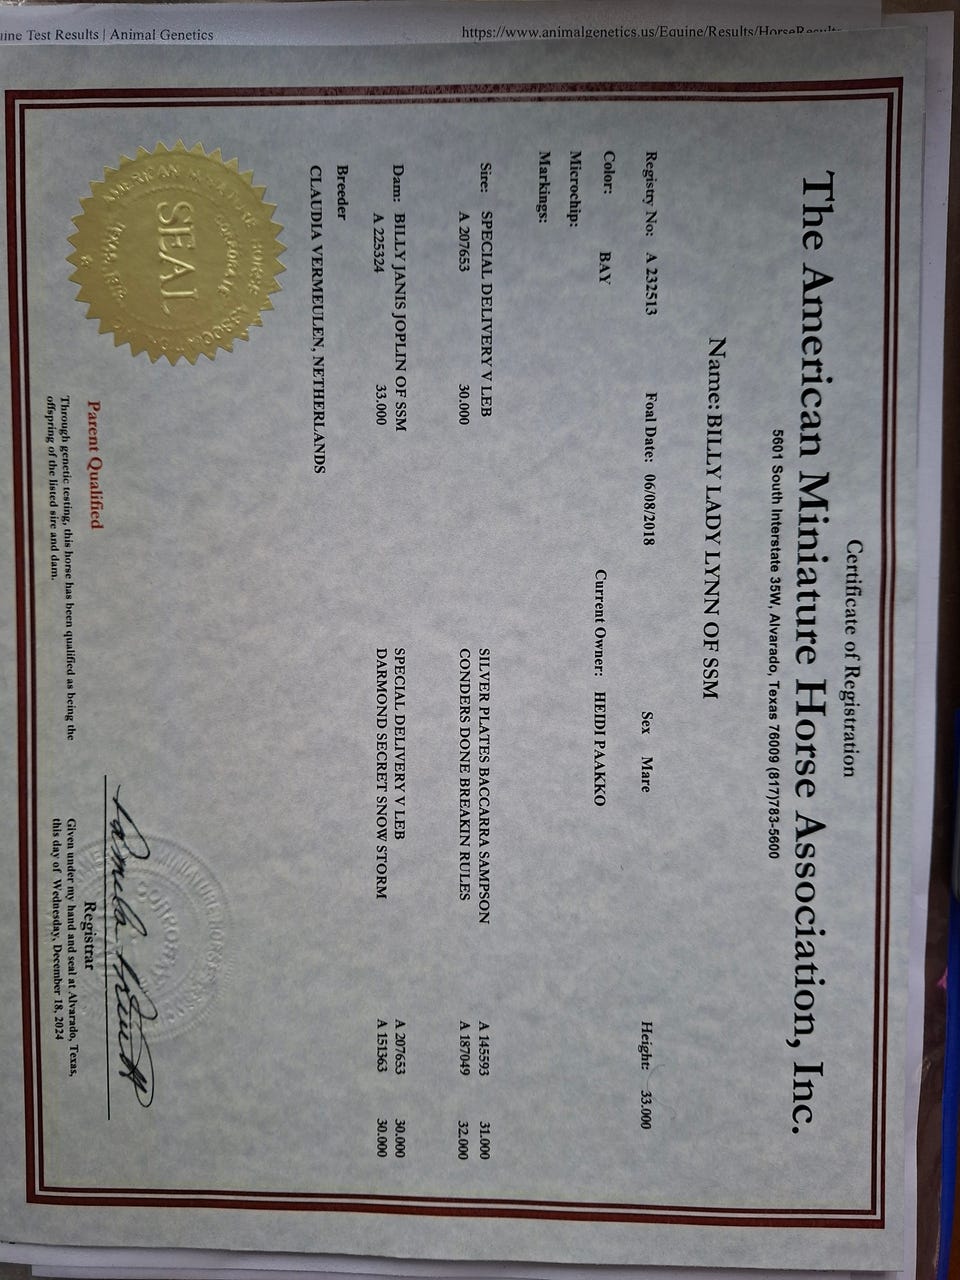 uine Test Results | Animal Genetics
https://www.animalgenetics.us/Equine/Results/HorseResults
Certificate of Registration
The American Miniature Horse Association, Inc.
5601 South Interstate 35W, Alvarado, Texas 76009 (817)783-5600
Name: BILLY LADY LYNN OF SSM
Registry No: A 232513 Foal Date: 06/08/2018 Sex Mare Height: 33.000
Color: BAY Current Owner: HEIDI PAAKKO
Microchip:
Markings:
Sire: SPECIAL DELIVERY V LEB SILVER PLATES BACCARRA SAMPSON A 145593 31.000
A 207653 30.000 CONDERS DONE BREAKIN RULES A 187049 32.000
Dam: BILLY JANIS JOPLIN OF SSM SPECIAL DELIVERY V LEB A 207653 30.000
A 225324 33.000 DARMOND SECRET SNOW STORM A 151363 30.000
Breeder
CLAUDIA VERMEULEN, NETHERLANDS
SEAL
Parent Qualified
Through genetic testing, this horse has been qualified as being the
offspring of the listed sire and dam.
Registrar
Given under my hand and seal at Alvarado, Texas,
this day of Wednesday, December 18, 2024